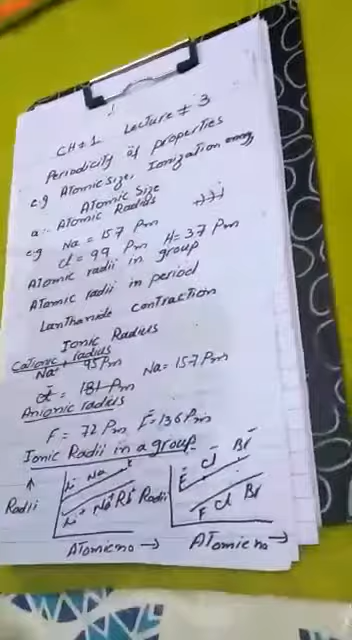 CH#1 Lecture # 3
Periodicity of properties
e.g Atomic size, Ionization energy
Atomic Size
a:- Atomic Radius
e.g Na = 157 Pm
Cl = 99 Pm H = 37 Pm
Atomic radii in group
Atomic radii in period
Lanthanide contraction
Ionic Radius
Cationic radius
Na⁺ 95 Pm Na = 157 Pm
Cl⁻ = 181 Pm
Anionic radius
F = 72 Pm F⁻ = 136 Pm
Ionic Radii in a group
Li Na K
F⁻ Cl⁻ Br⁻
Radii
Li⁺ Na⁺ Rb⁺
Radii
F Cl Br
Atomic no →
Atomic no →